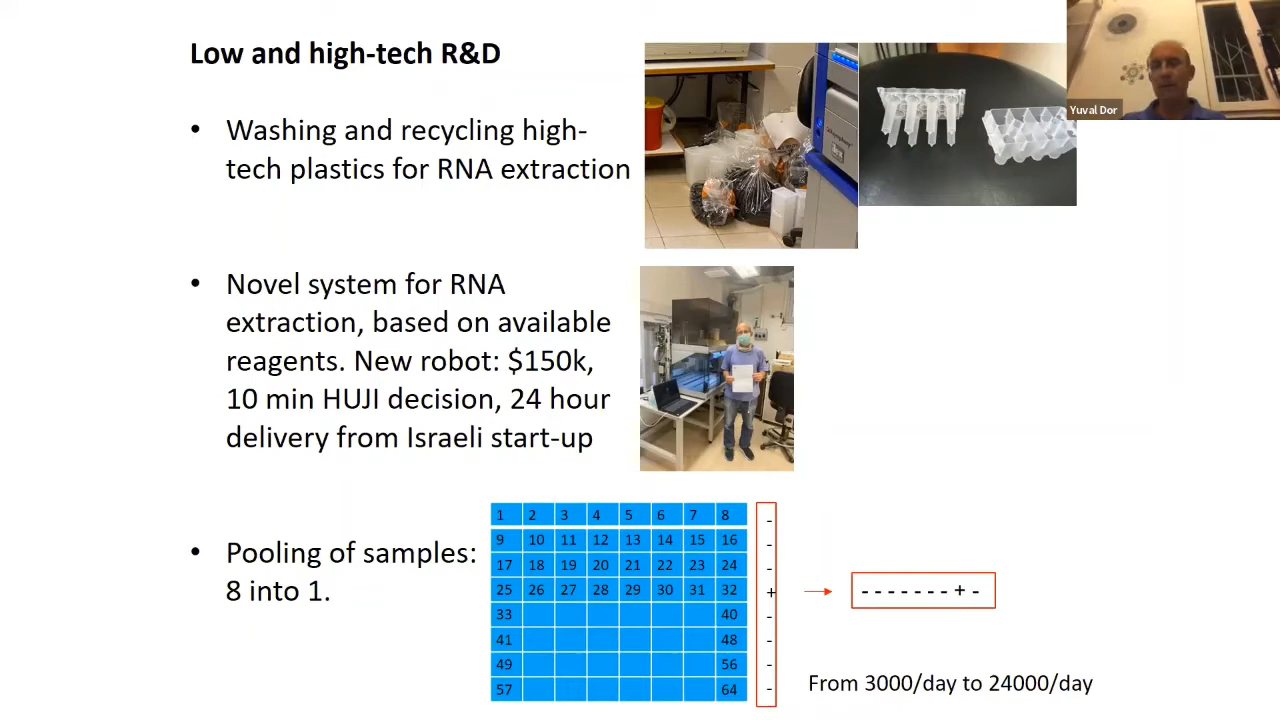 Low and high-tech R&D
Yuval Dor
• Washing and recycling high-
tech plastics for RNA extraction
• Novel system for RNA
extraction, based on available
reagents. New robot: $150k,
10 min HUJI decision, 24 hour
delivery from Israeli start-up
• Pooling of samples:
8 into 1.
1 2 3 4 5 6 7 8 -
9 10 11 12 13 14 15 16 -
17 18 19 20 21 22 23 24 -
25 26 27 28 29 30 31 32 +
33 40 -
41 48 -
49 56 -
57 64 -
- - - - - - - + -
From 3000/day to 24000/day